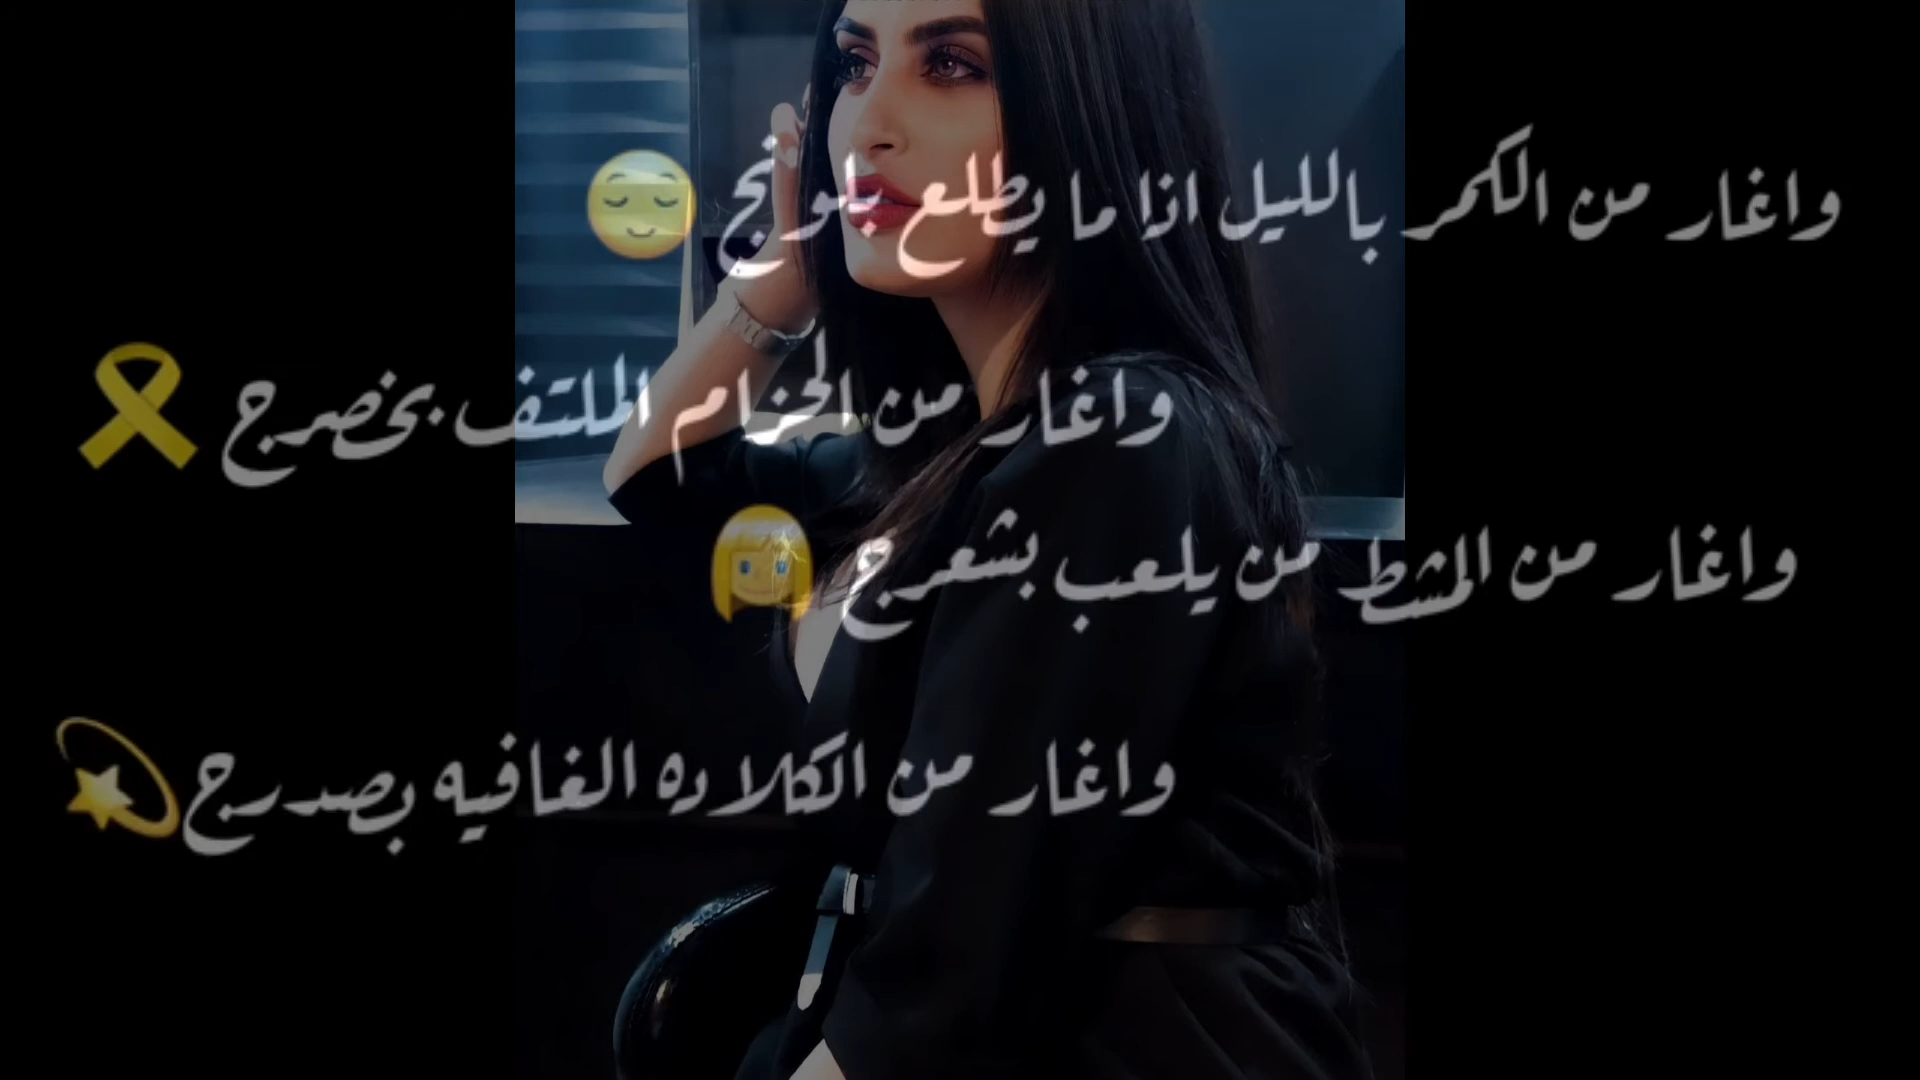 واغار من الكمر بالليل اذا ما يطلع بلونج 😌
واغار من الحزام الملتف بخصرج 🎗
واغار من المشط من يلعب بشعرج 👧
واغار من الكلاده الغافيه بصدرج 💫